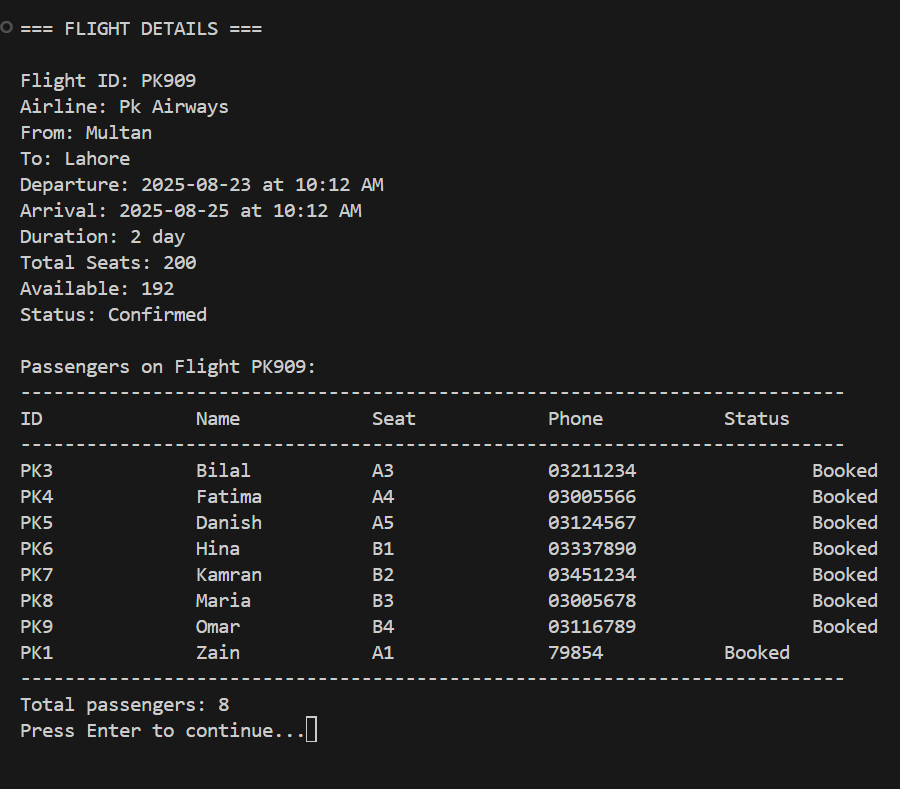 === FLIGHT DETAILS ===
Flight ID: PK909
Airline: Pk Airways
From: Multan
To: Lahore
Departure: 2025-08-23 at 10:12 AM
Arrival: 2025-08-25 at 10:12 AM
Duration: 2 day
Total Seats: 200
Available: 192
Status: Confirmed
Passengers on Flight PK909:
---------------------------------------------------------------------------
ID Name Seat Phone Status
---------------------------------------------------------------------------
PK3 Bilal A3 03211234 Booked
PK4 Fatima A4 03005566 Booked
PK5 Danish A5 03124567 Booked
PK6 Hina B1 03337890 Booked
PK7 Kamran B2 03451234 Booked
PK8 Maria B3 03005678 Booked
PK9 Omar B4 03116789 Booked
PK1 Zain A1 79854 Booked
---------------------------------------------------------------------------
Total passengers: 8
Press Enter to continue...